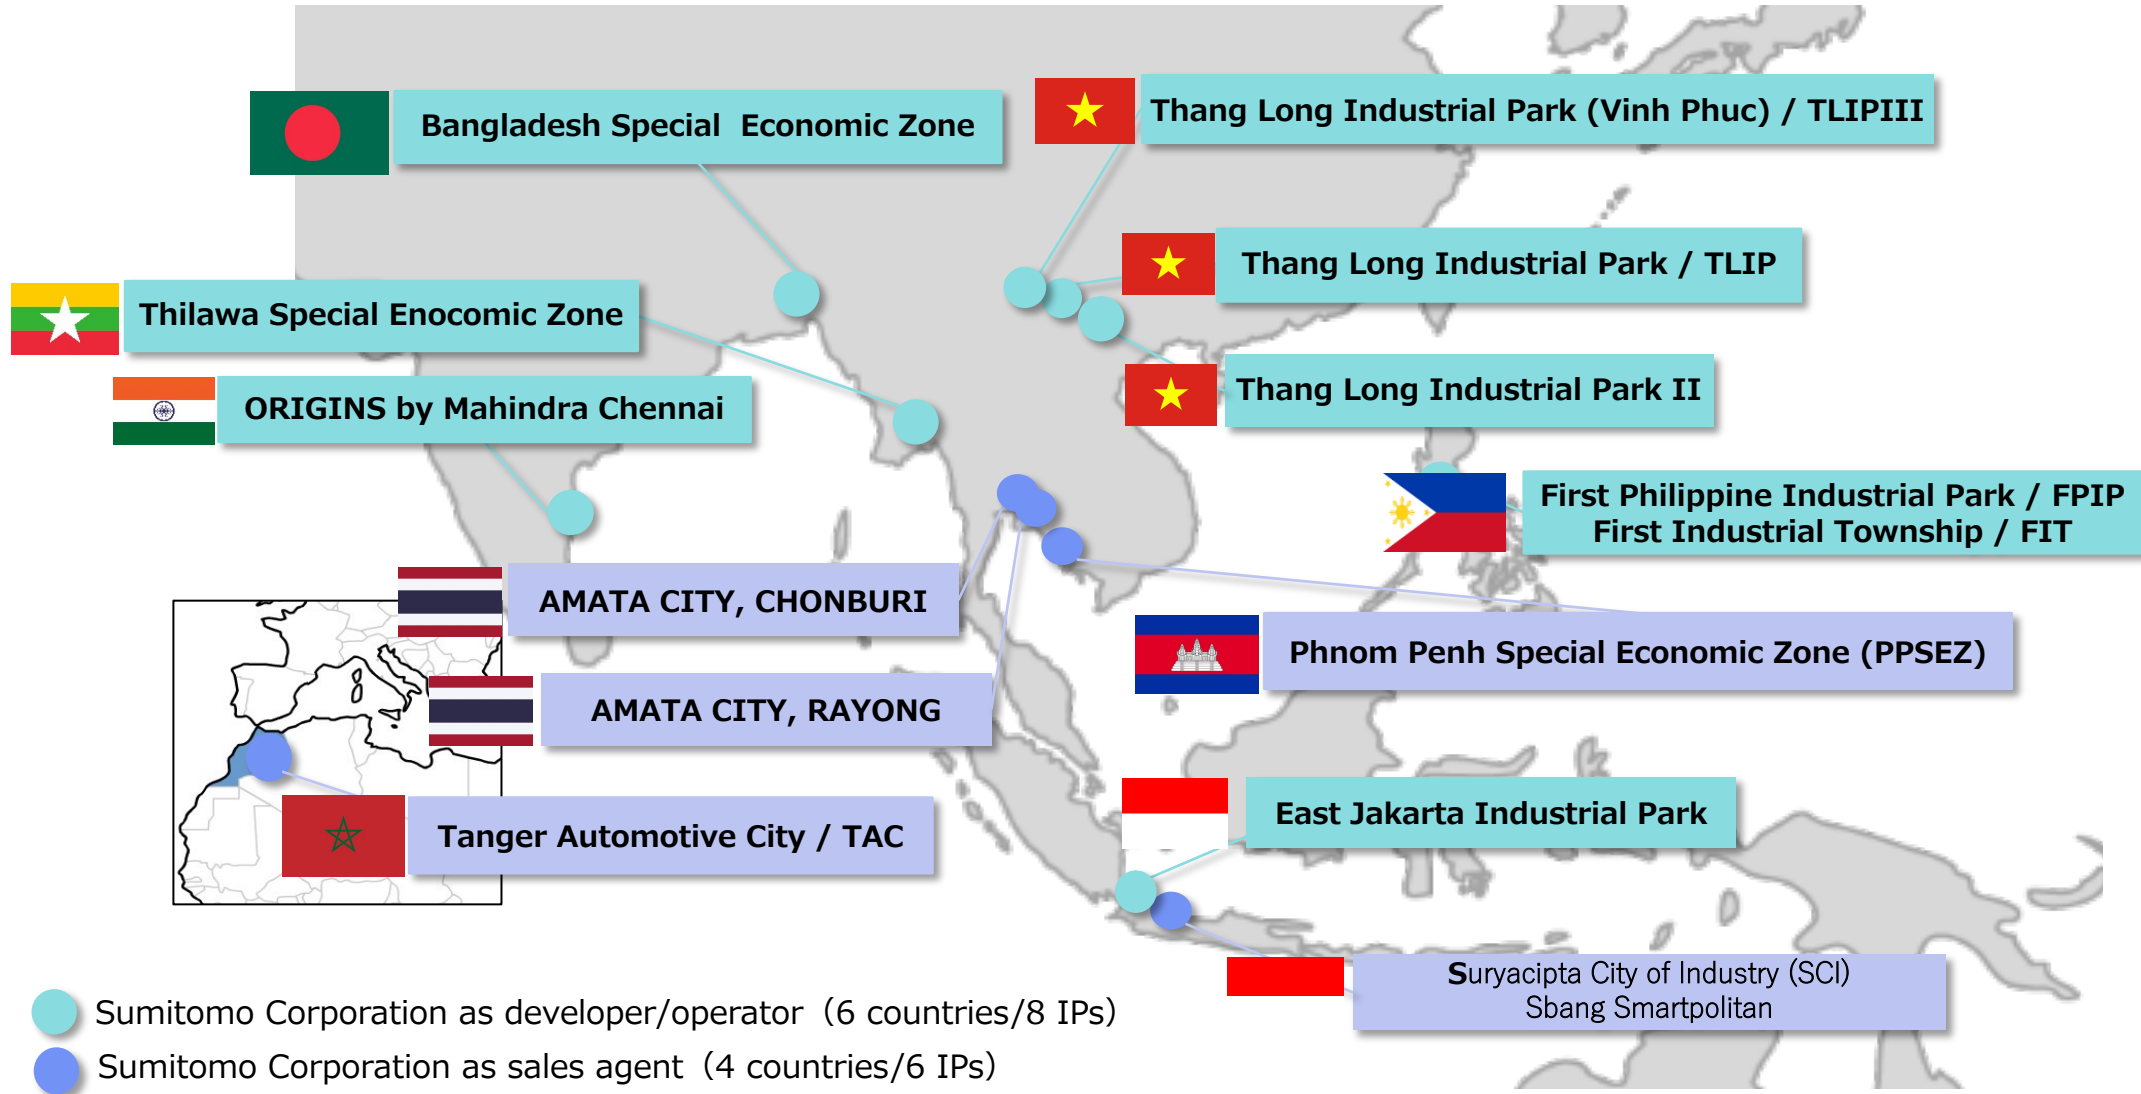 Bangladesh Special Economic Zone
Thang Long Industrial Park (Vinh Phuc) / TLIPIII
Thang Long Industrial Park / TLIP
Thilawa Special Enocomic Zone
Thang Long Industrial Park II
ORIGINS by Mahindra Chennai
First Philippine Industrial Park / FPIP
First Industrial Township / FIT
AMATA CITY, CHONBURI
Phnom Penh Special Economic Zone (PPSEZ)
AMATA CITY, RAYONG
East Jakarta Industrial Park
Tanger Automotive City / TAC
Suryacipta City of Industry (SCI)
Sbang Smartpolitan
Sumitomo Corporation as developer/operator（6 countries/8 IPs）
Sumitomo Corporation as sales agent（4 countries/6 IPs）